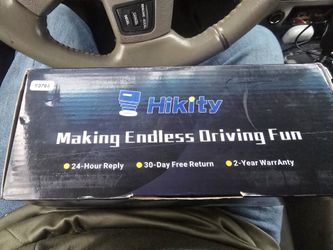 Hikity
Making Endless Driving Fun
24-Hour Reply 30-Day Free Return 2-Year WarrAnty